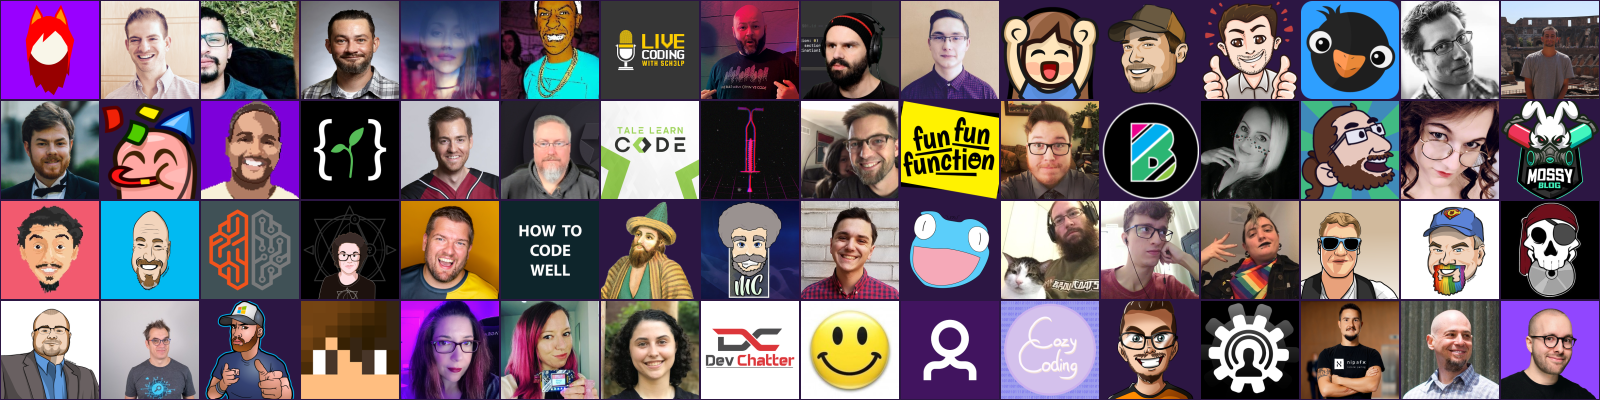 LIVE
CODING
WITH SCH3LP
TALE LEARN
CODE
fun fun
function
B
MOSSY
BLOG
HOW TO
CODE
WELL
MC
Dev Chatter
Cozy
Coding